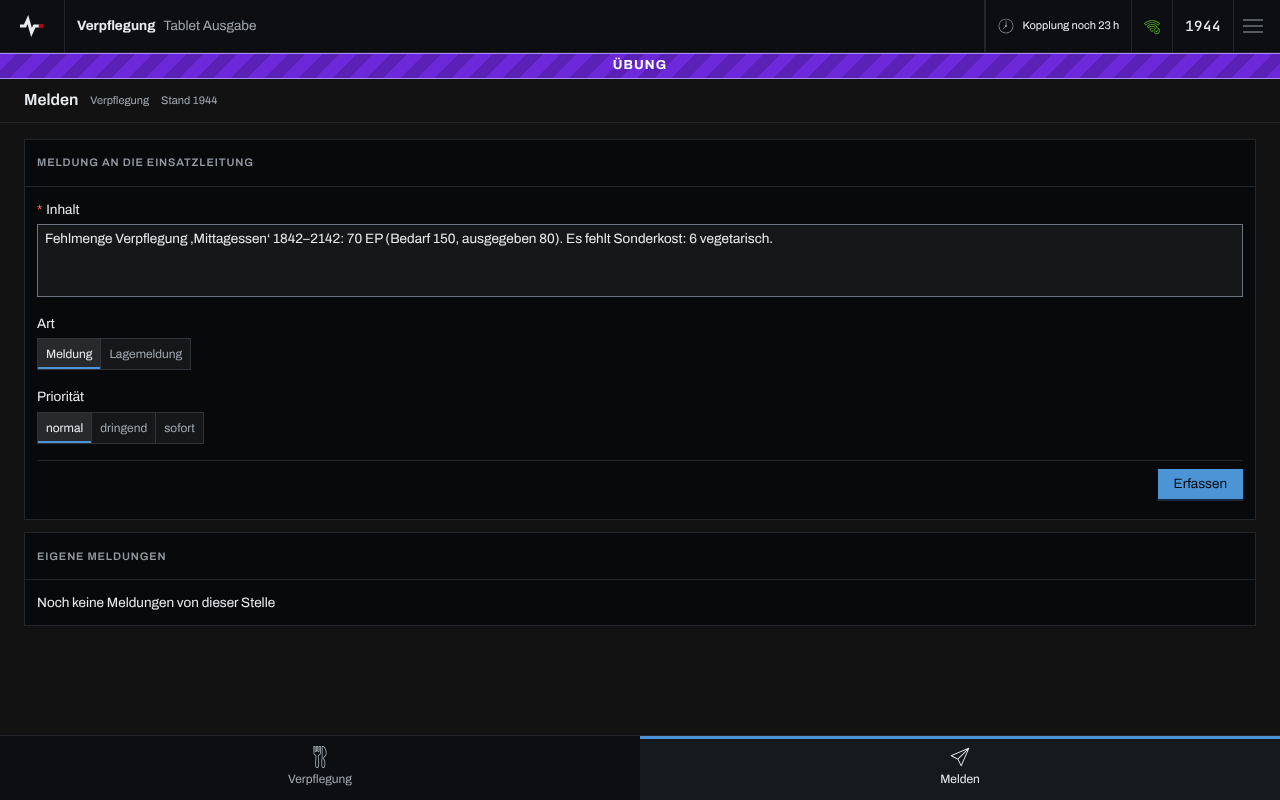 Verpflegung Tablet Ausgabe
Kopplung noch 23 h
1944
ÜBUNG
Melden Verpflegung Stand 1944
MELDUNG AN DIE EINSATZLEITUNG
* Inhalt
Fehlmenge Verpflegung ‚Mittagessen‘ 1842–2142: 70 EP (Bedarf 150, ausgegeben 80). Es fehlt Sonderkost: 6 vegetarisch.
Art
Meldung Lagemeldung
Priorität
normal dringend sofort
Erfassen
EIGENE MELDUNGEN
Noch keine Meldungen von dieser Stelle
Verpflegung Melden